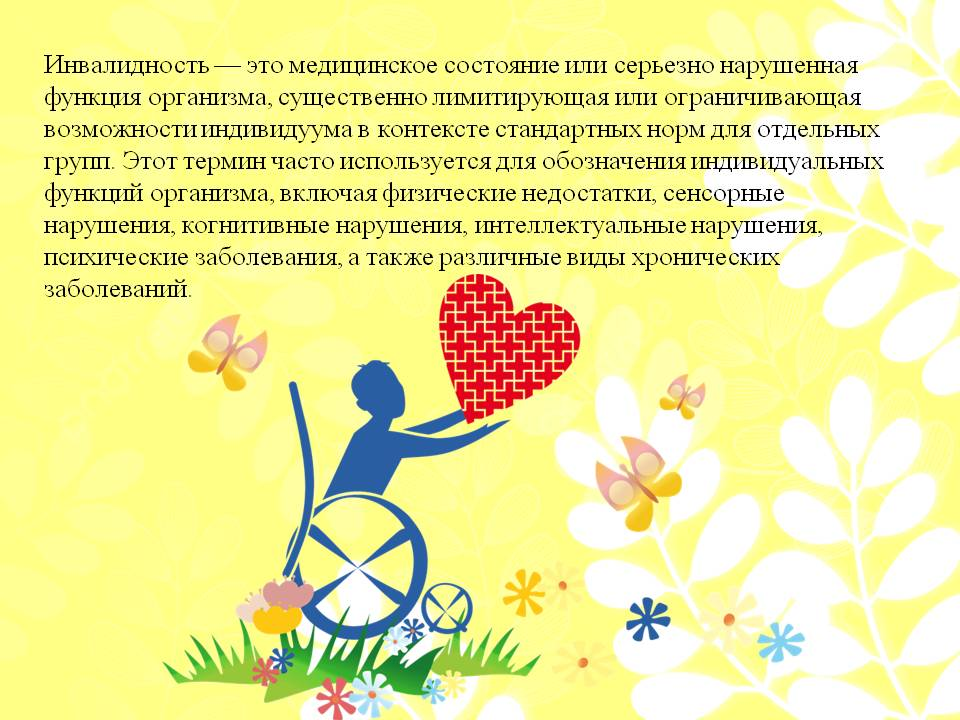 Инвалидность — это медицинское состояние или серьезно нарушенная
функция организма, существенно лимитирующая или ограничивающая
возможности индивидуума в контексте стандартных норм для отдельных
групп. Этот термин часто используется для обозначения индивидуальных
функций организма, включая физические недостатки, сенсорные
нарушения, когнитивные нарушения, интеллектуальные нарушения,
психические заболевания, а также различные виды хронических
заболеваний.